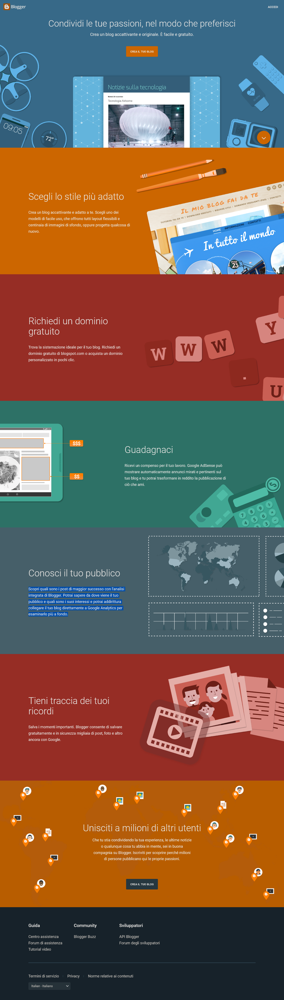 Blogger
ACCEDI
Condividi le tue passioni, nel modo che preferisci
Crea un blog accattivante e originale. È facile e gratuito.
CREA IL TUO BLOG
Notizie sulla tecnologia
Martedì 24 novembre
Tecnologia Airborne
09:05
72°
Scegli lo stile più adatto
Crea un blog accattivante e adatto a te. Scegli uno dei
modelli di facile uso, che offrono tutti layout flessibili e
centinaia di immagini di sfondo, oppure progetta qualcosa di
nuovo.
IL MIO BLOG FAI DA TE
TUTORIAL FAI DA TE | DOWNLOAD GRATUITI | RISORSE UTILI | DOMANDE FREQUENTI (FAQ) | CONTATTI
HOME INFORMAZIONI CONTATTI
In tutto il mondo
PIER
23
Richiedi un dominio
gratuito
Trova la sistemazione ideale per il tuo blog. Richiedi un
dominio gratuito di blogspot.com o acquista un dominio
personalizzato in pochi clic.
W W W . Y U
$$$
$$
Guadagnaci
Ricevi un compenso per il tuo lavoro. Google AdSense può
mostrare automaticamente annunci mirati e pertinenti sul
tuo blog e tu potrai trasformare in reddito la pubblicazione di
ciò che ami.
$
7 8 9 ÷
4 5 6 ×
2 3 −
Conosci il tuo pubblico
Scopri quali sono i post di maggior successo con l'analisi
integrata di Blogger. Potrai sapere da dove viene il tuo
pubblico e quali sono i suoi interessi e potrai addirittura
collegare il tuo blog direttamente a Google Analytics per
esaminarlo più a fondo.
Tieni traccia dei tuoi
ricordi
Salva i momenti importanti. Blogger consente di salvare
gratuitamente e in sicurezza migliaia di post, foto e altro
ancora con Google.
Unisciti a milioni di altri utenti
Che tu stia condividendo la tua esperienza, le ultime notizie
o qualunque cosa tu abbia in mente, sei in buona
compagnia su Blogger. Iscriviti per scoprire perché milioni
di persone pubblicano qui le proprie passioni.
CREA IL TUO BLOG
Guida
Centro assistenza
Forum di assistenza
Tutorial video
Community
Blogger Buzz
Sviluppatori
API Blogger
Forum degli sviluppatori
Termini di servizio | Privacy | Norme relative ai contenuti
Italian - Italiano